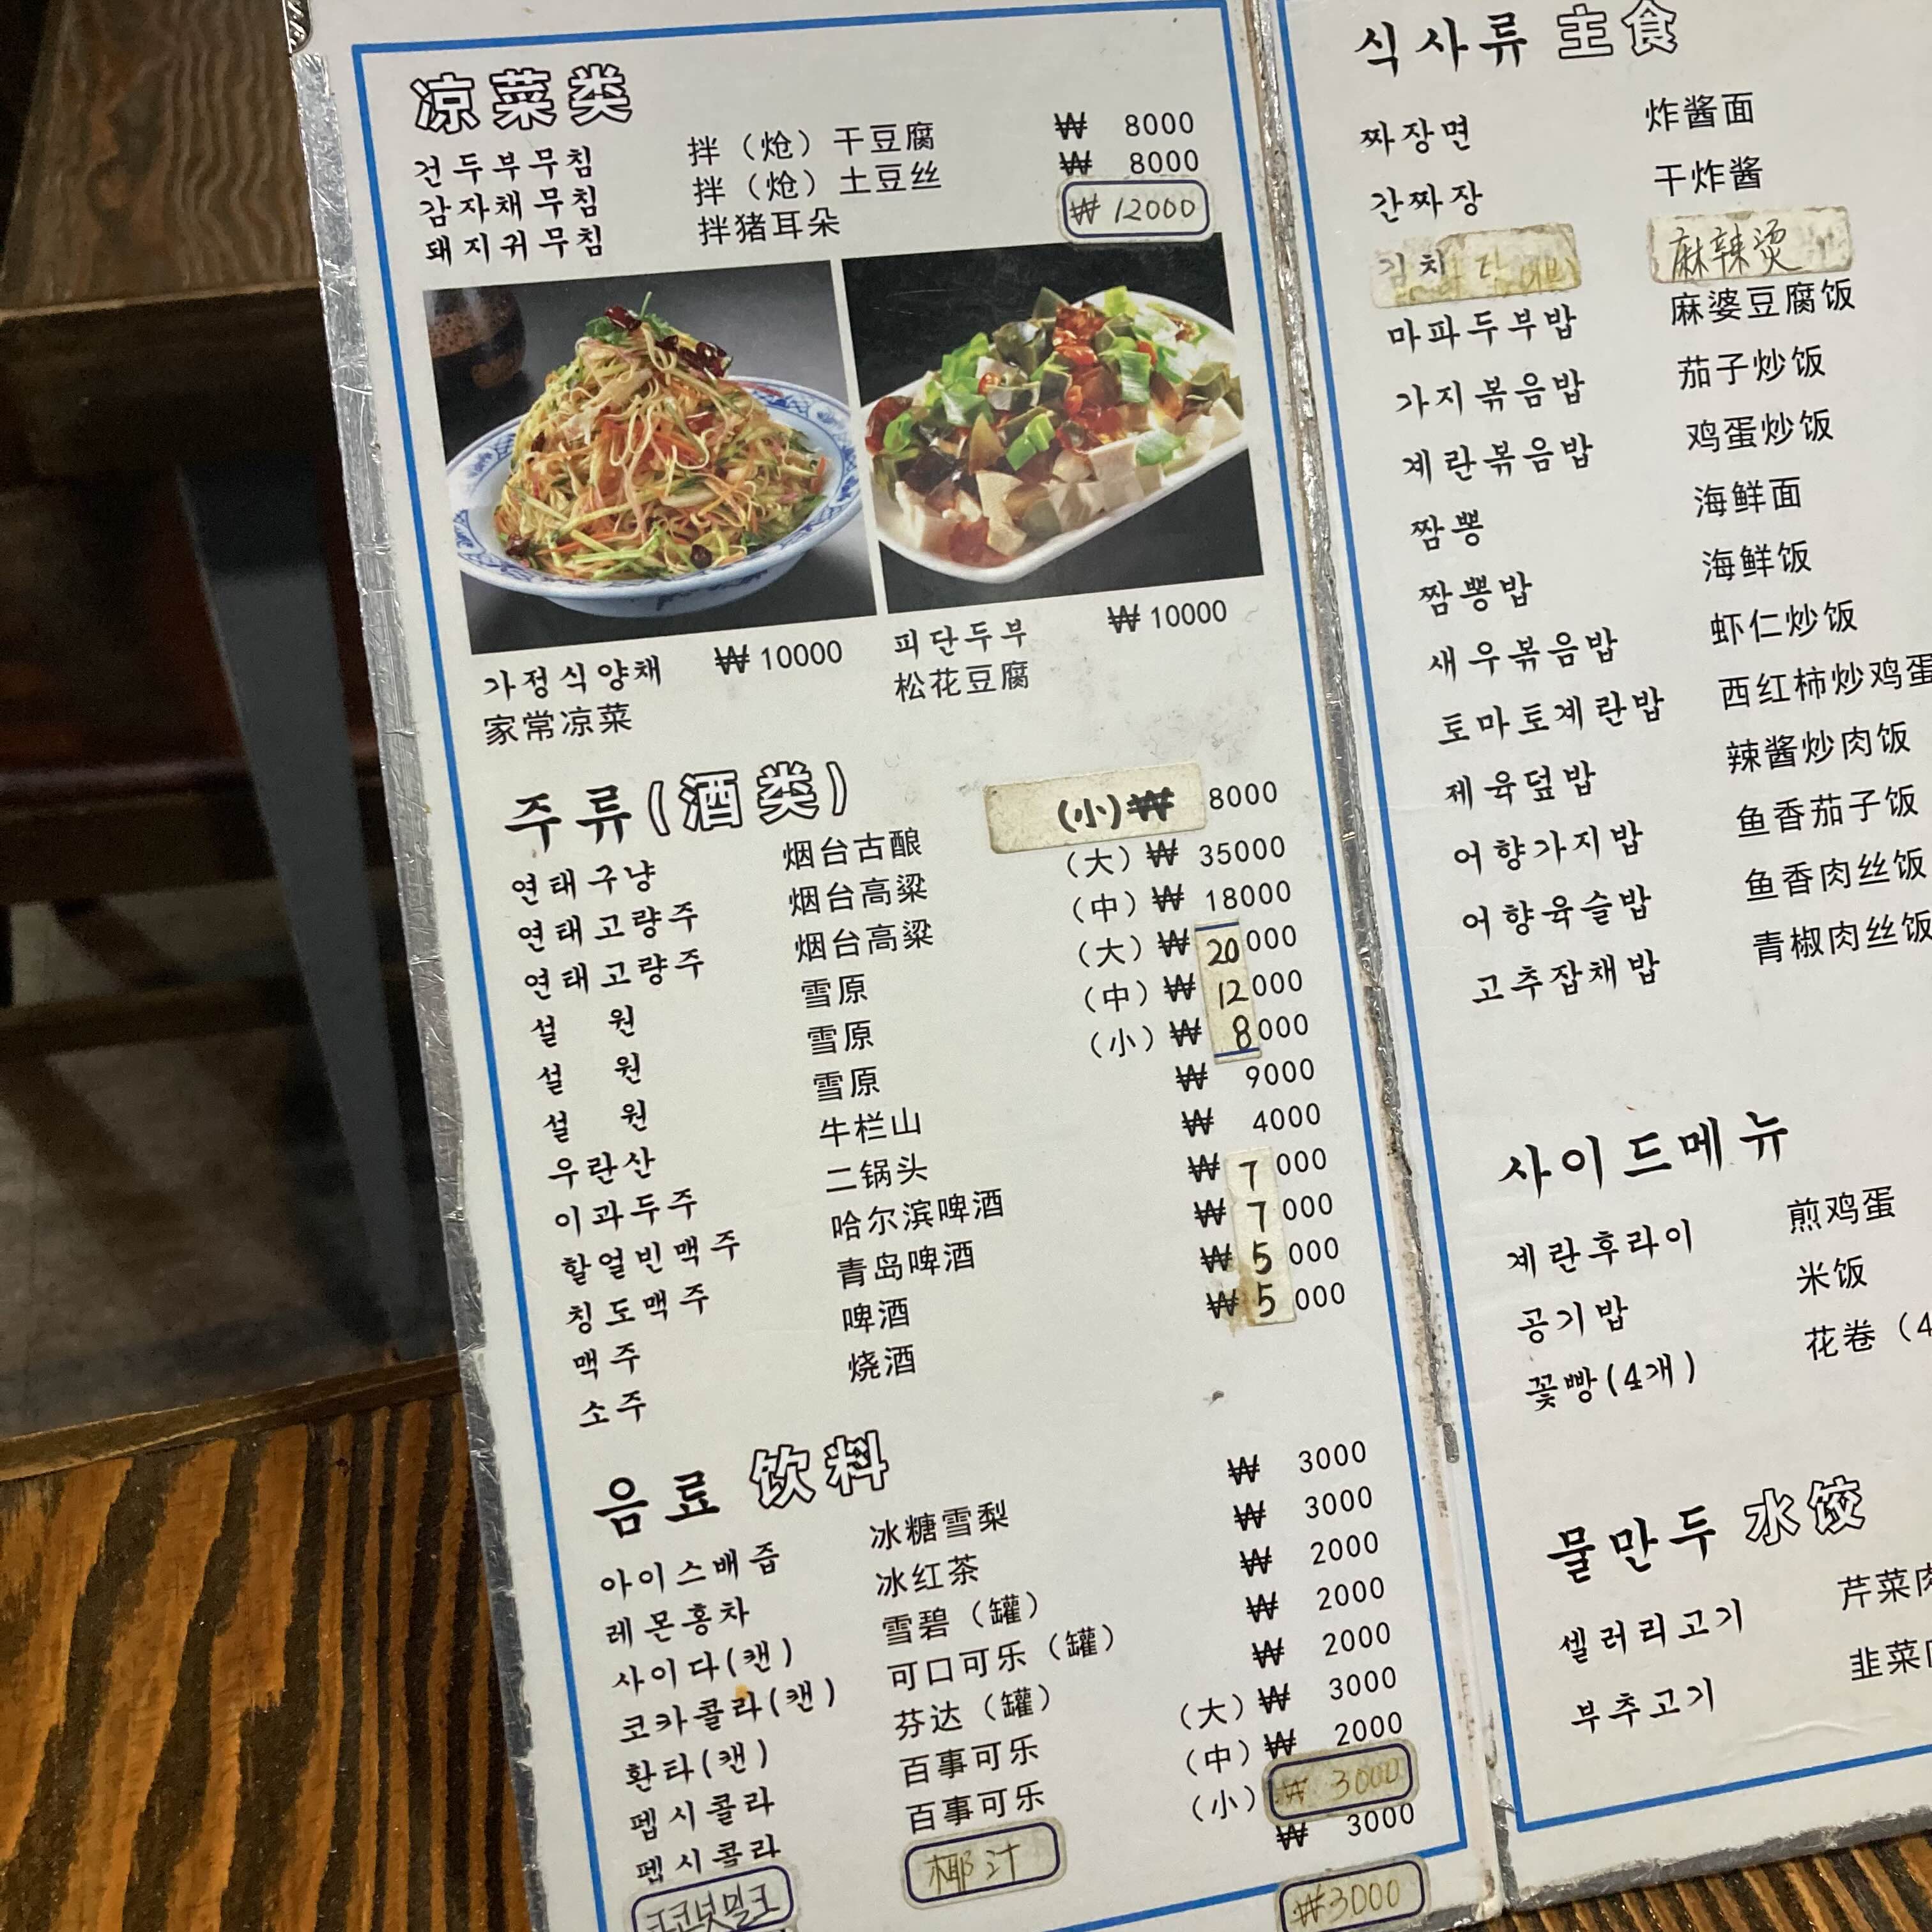 凉菜类
건두부무침 拌（炝）干豆腐 ₩ 8000
감자채무침 拌（炝）土豆丝 ₩ 8000
돼지귀무침 拌猪耳朵 ₩ 12000
가정식양채 ₩ 10000
家常凉菜
피단두부 ₩ 10000
松花豆腐
주류(酒类)
연태구냥 烟台古酿 (小)₩ 8000
연태고량주 烟台高粱 （大）₩ 35000
연태고량주 烟台高粱 （中）₩ 18000
설 원 雪原 （大）₩ 20000
설 원 雪原 （中）₩ 12000
설 원 雪原 （小）₩ 8000
우란산 牛栏山 ₩ 9000
이과두주 二锅头 ₩ 4000
할얼빈맥주 哈尔滨啤酒 ₩ 7000
칭도맥주 青岛啤酒 ₩ 7000
맥주 啤酒 ₩ 5000
소주 烧酒 ₩ 5000
음료 饮料
아이스배즙 冰糖雪梨 ₩ 3000
레몬홍차 冰红茶 ₩ 3000
사이다(캔) 雪碧（罐） ₩ 2000
코카콜라(캔) 可口可乐（罐） ₩ 2000
환타(캔) 芬达（罐） ₩ 2000
펩시콜라 百事可乐 （大）₩ 3000
펩시콜라 百事可乐 （中）₩ 2000
（小）₩ 3000
₩ 3000
코코넛밀크 椰汁 ₩3000
식사류 主食
짜장면 炸酱面
간짜장 干炸酱
麻辣烫
마파두부밥 麻婆豆腐饭
가지볶음밥 茄子炒饭
계란볶음밥 鸡蛋炒饭
짬뽕 海鲜面
짬뽕밥 海鲜饭
새우볶음밥 虾仁炒饭
토마토계란밥 西红柿炒鸡蛋
제육덮밥 辣酱炒肉饭
어향가지밥 鱼香茄子饭
어향육슬밥 鱼香肉丝饭
고추잡채밥 青椒肉丝饭
사이드메뉴
계란후라이 煎鸡蛋
공기밥 米饭
꽃빵(4개) 花卷（4
물만두 水饺
셀러리고기 芹菜肉
부추고기 韭菜